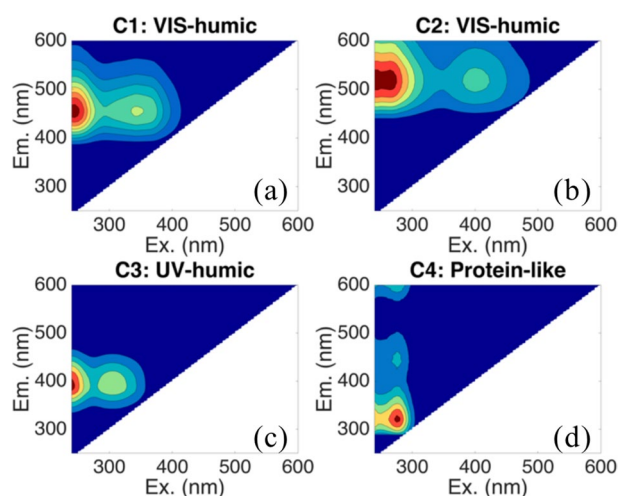 C1: VIS-humic
600
500
400
300
Em. (nm)
300 400 500 600
Ex. (nm)
(a)
C2: VIS-humic
600
500
400
300
Em. (nm)
300 400 500 600
Ex. (nm)
(b)
C3: UV-humic
600
500
400
300
Em. (nm)
300 400 500 600
Ex. (nm)
(c)
C4: Protein-like
600
500
400
300
Em. (nm)
300 400 500 600
Ex. (nm)
(d)